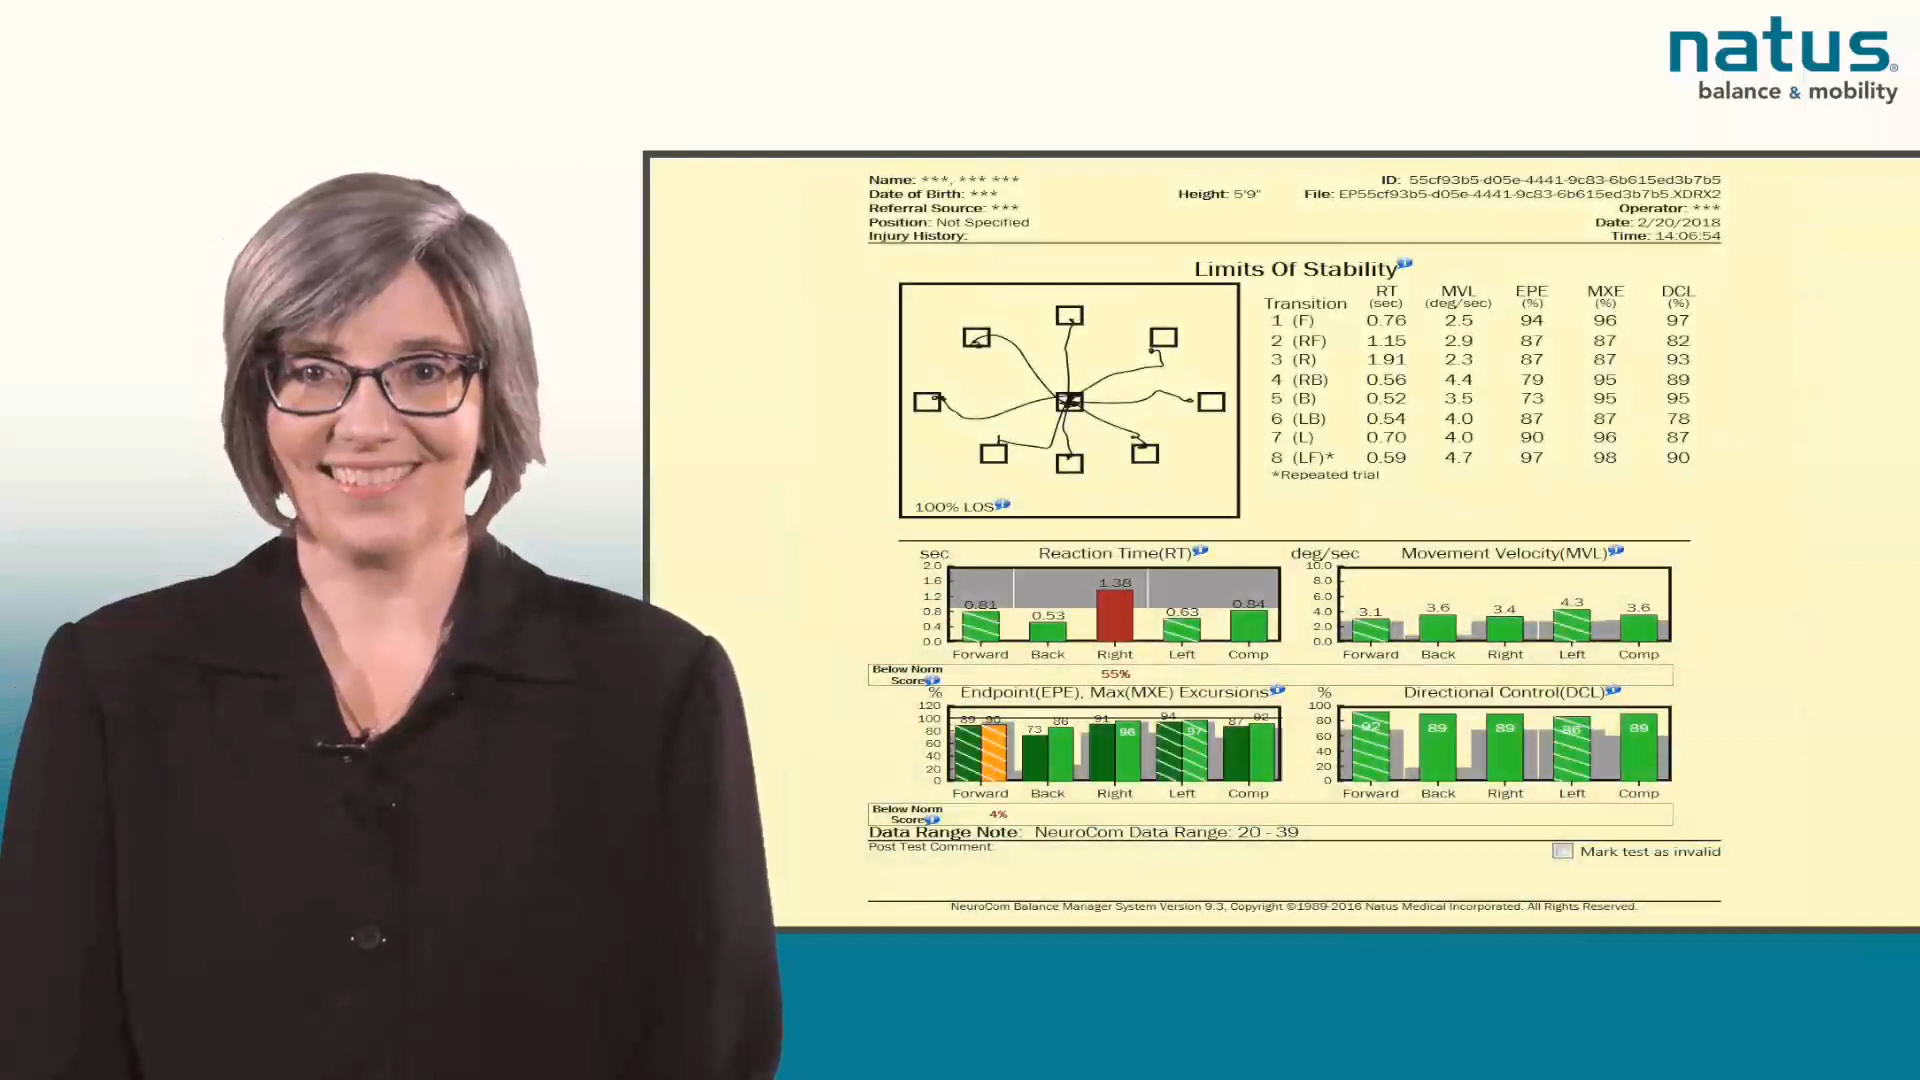 natus®
balance & mobility
Name: ***, *** ***
ID: 55cf93b5-d05e-4441-9c83-6b615ed3b7b5
Date of Birth: ***
Height: 5'9"
File: EP55cf93b5-d05e-4441-9c83-6b615ed3b7b5.XDRX2
Referral Source: ***
Operator: ***
Position: Not Specified
Date: 2/20/2018
Injury History:
Time: 14:06:54
Limits Of Stability
100% LOS
Transition RT (sec) MVL (deg/sec) EPE (%) MXE (%) DCL (%)
1 (F) 0.76 2.5 94 96 97
2 (RF) 1.15 2.9 87 87 82
3 (R) 1.91 2.3 87 87 93
4 (RB) 0.56 4.4 79 95 89
5 (B) 0.52 3.5 73 95 95
6 (LB) 0.54 4.0 87 87 78
7 (L) 0.70 4.0 90 96 87
8 (LF)* 0.59 4.7 97 98 90
*Repeated trial
sec Reaction Time(RT)
2.0
1.6
1.2
0.8
0.4
0.0
0.81 0.53 1.38 0.63 0.84
Forward Back Right Left Comp
deg/sec Movement Velocity(MVL)
10.0
8.0
6.0
4.0
2.0
0.0
3.1 3.6 3.4 4.3 3.6
Forward Back Right Left Comp
Below Norm
Score 55%
% Endpoint(EPE), Max(MXE) Excursions
120
100
80
60
40
20
0
89 90 73 86 91 96 94 97 87 92
Forward Back Right Left Comp
% Directional Control(DCL)
100
80
60
40
20
0
92 89 89 86 89
Forward Back Right Left Comp
Below Norm
Score 4%
Data Range Note: NeuroCom Data Range: 20 - 39
Post Test Comment:
Mark test as invalid
NeuroCom Balance Manager System Version 9.3, Copyright ©1989-2016 Natus Medical Incorporated. All Rights Reserved.